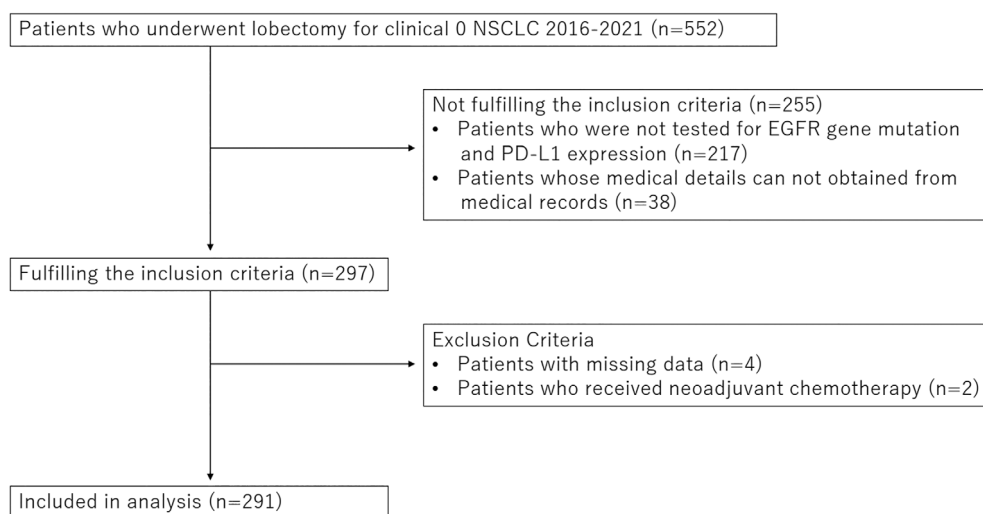 Patients who underwent lobectomy for clinical 0 NSCLC 2016-2021 (n=552)
Not fulfilling the inclusion criteria (n=255)
• Patients who were not tested for EGFR gene mutation
and PD-L1 expression (n=217)
• Patients whose medical details can not obtained from
medical records (n=38)
Fulfilling the inclusion criteria (n=297)
Exclusion Criteria
• Patients with missing data (n=4)
• Patients who received neoadjuvant chemotherapy (n=2)
Included in analysis (n=291)